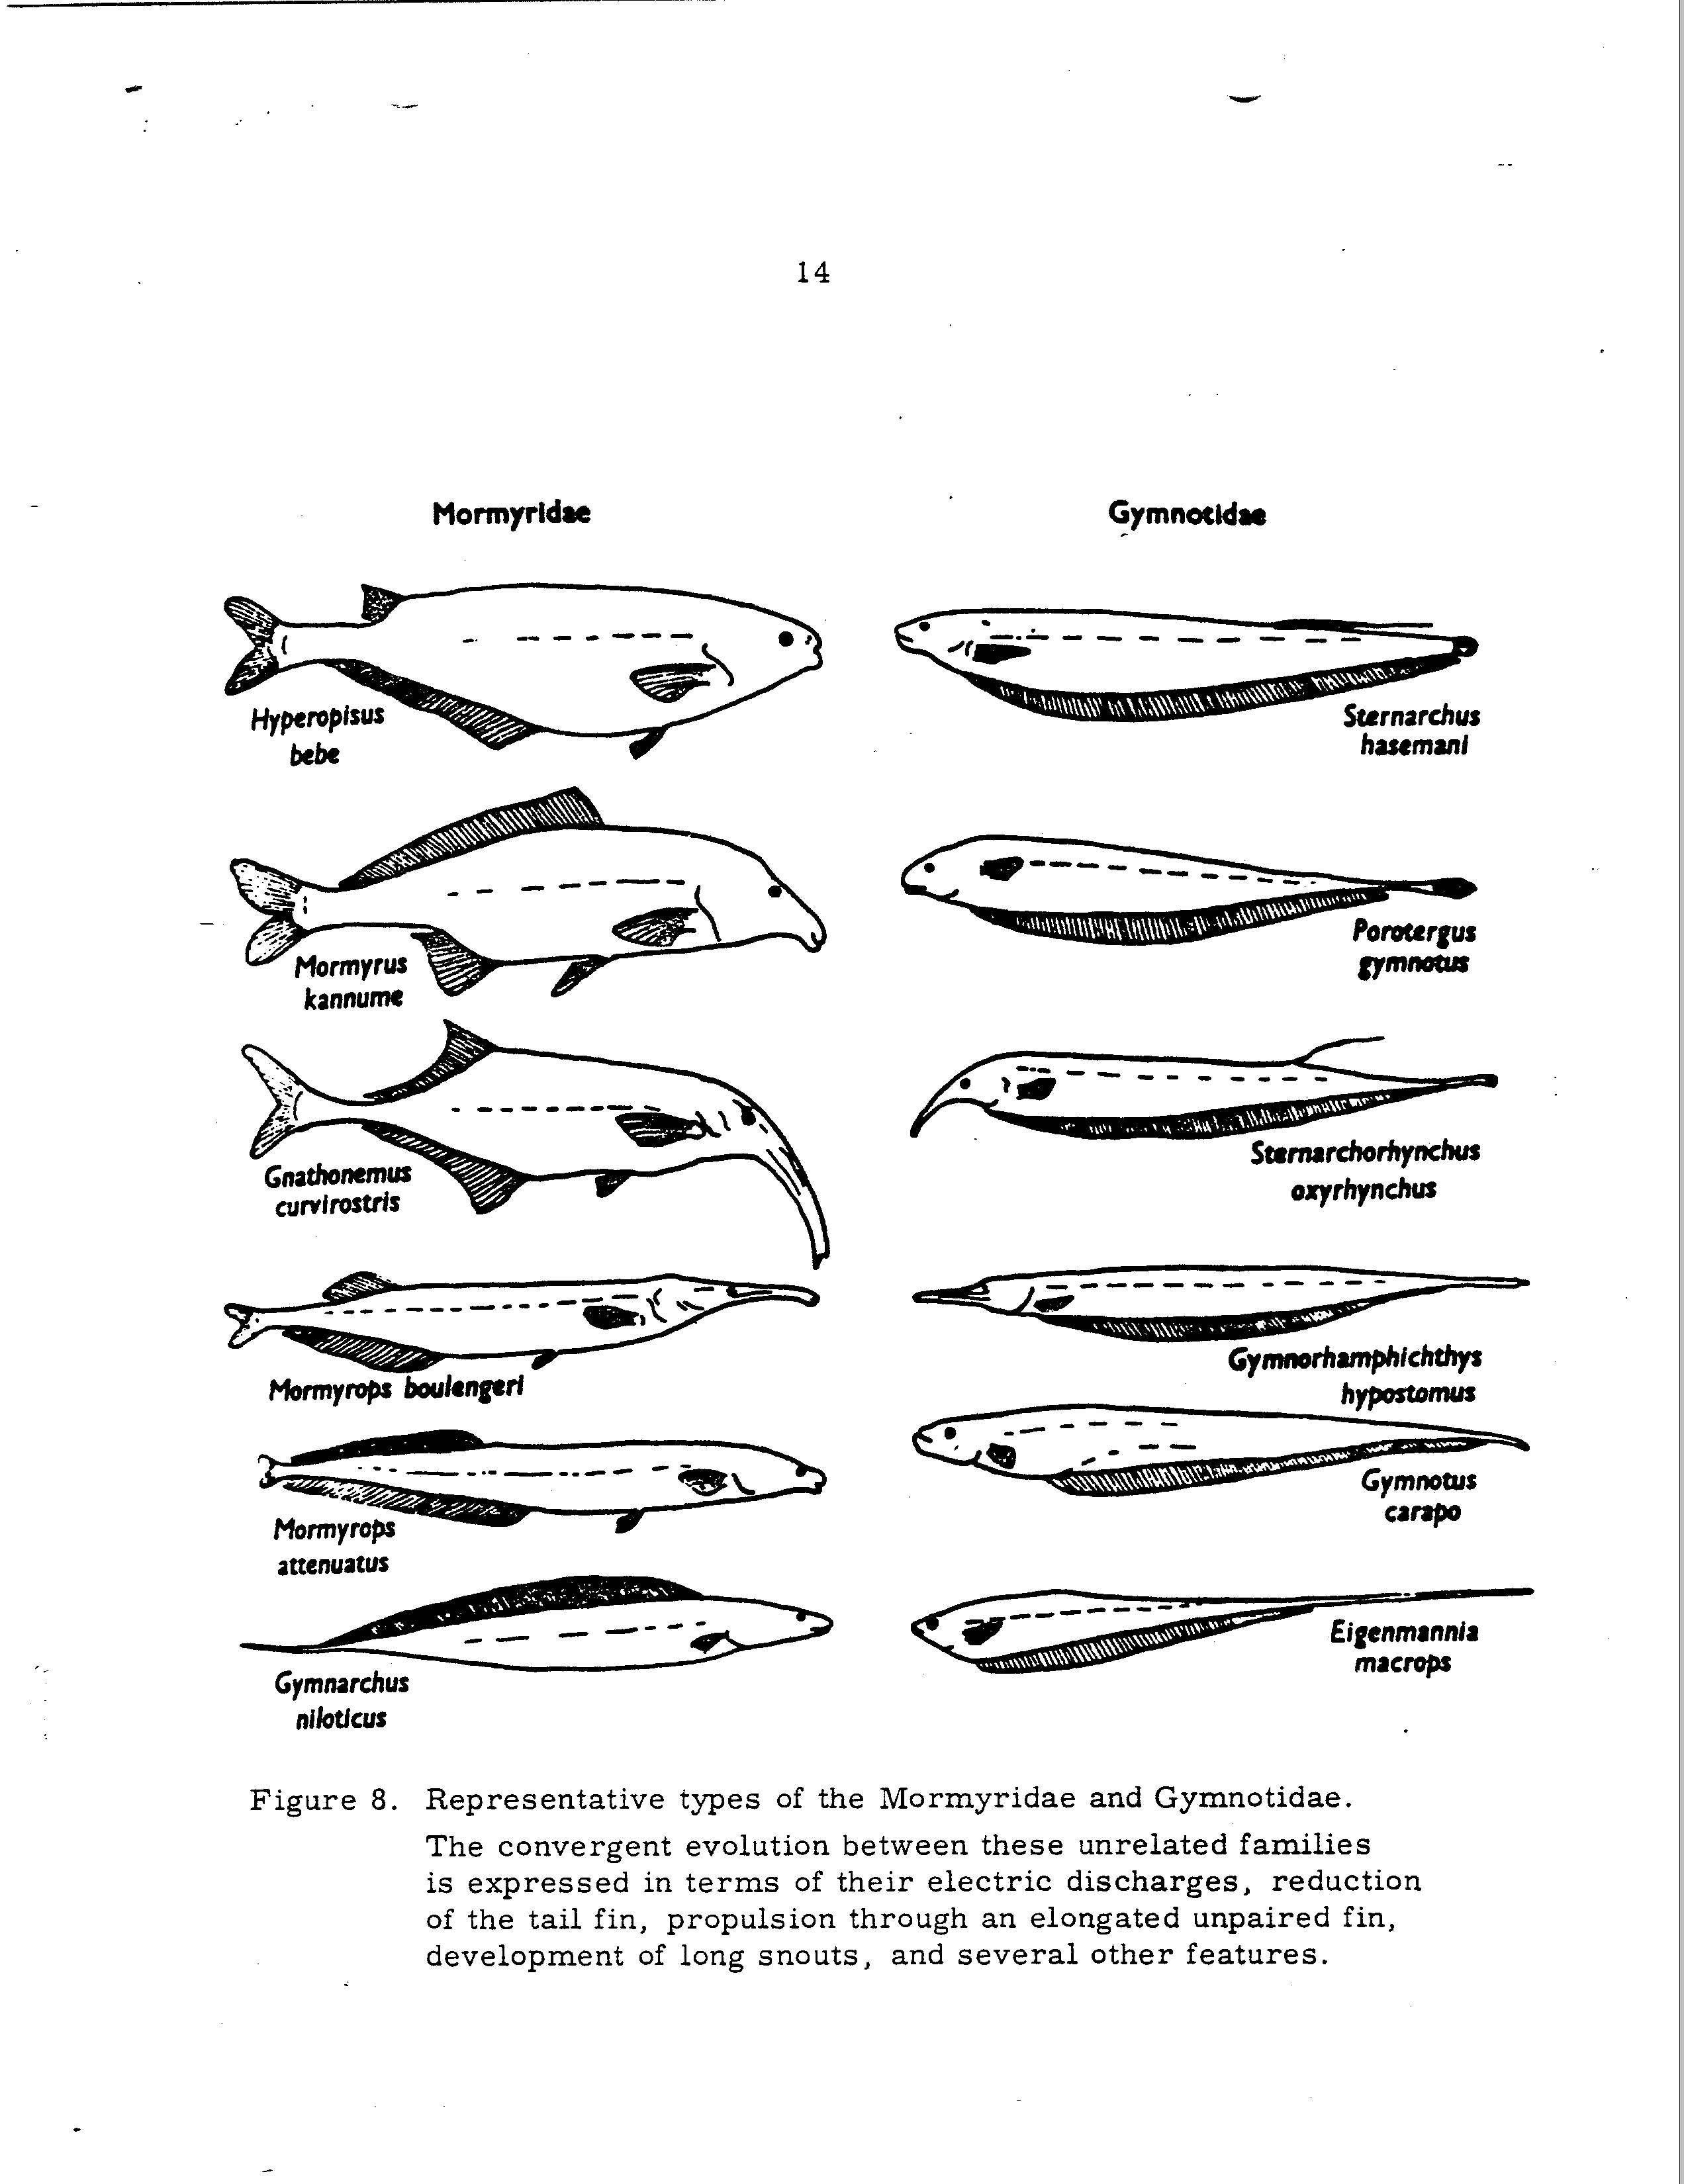 14
Mormyridae
Gymnotidae
Hyperopisus
bebe
Sternarchus
hasemani
Mormyrus
kannume
Porotergus
gymnotus
Gnathonemus
curvirostris
Sternarchorhynchus
oxyrhynchus
Mormyrops boulengeri
Gymnorhamphichthys
hypostomus
Mormyrops
attenuatus
Gymnotus
carapo
Gymnarchus
niloticus
Eigenmannia
macrops
Figure 8. Representative types of the Mormyridae and Gymnotidae.
The convergent evolution between these unrelated families
is expressed in terms of their electric discharges, reduction
of the tail fin, propulsion through an elongated unpaired fin,
development of long snouts, and several other features.